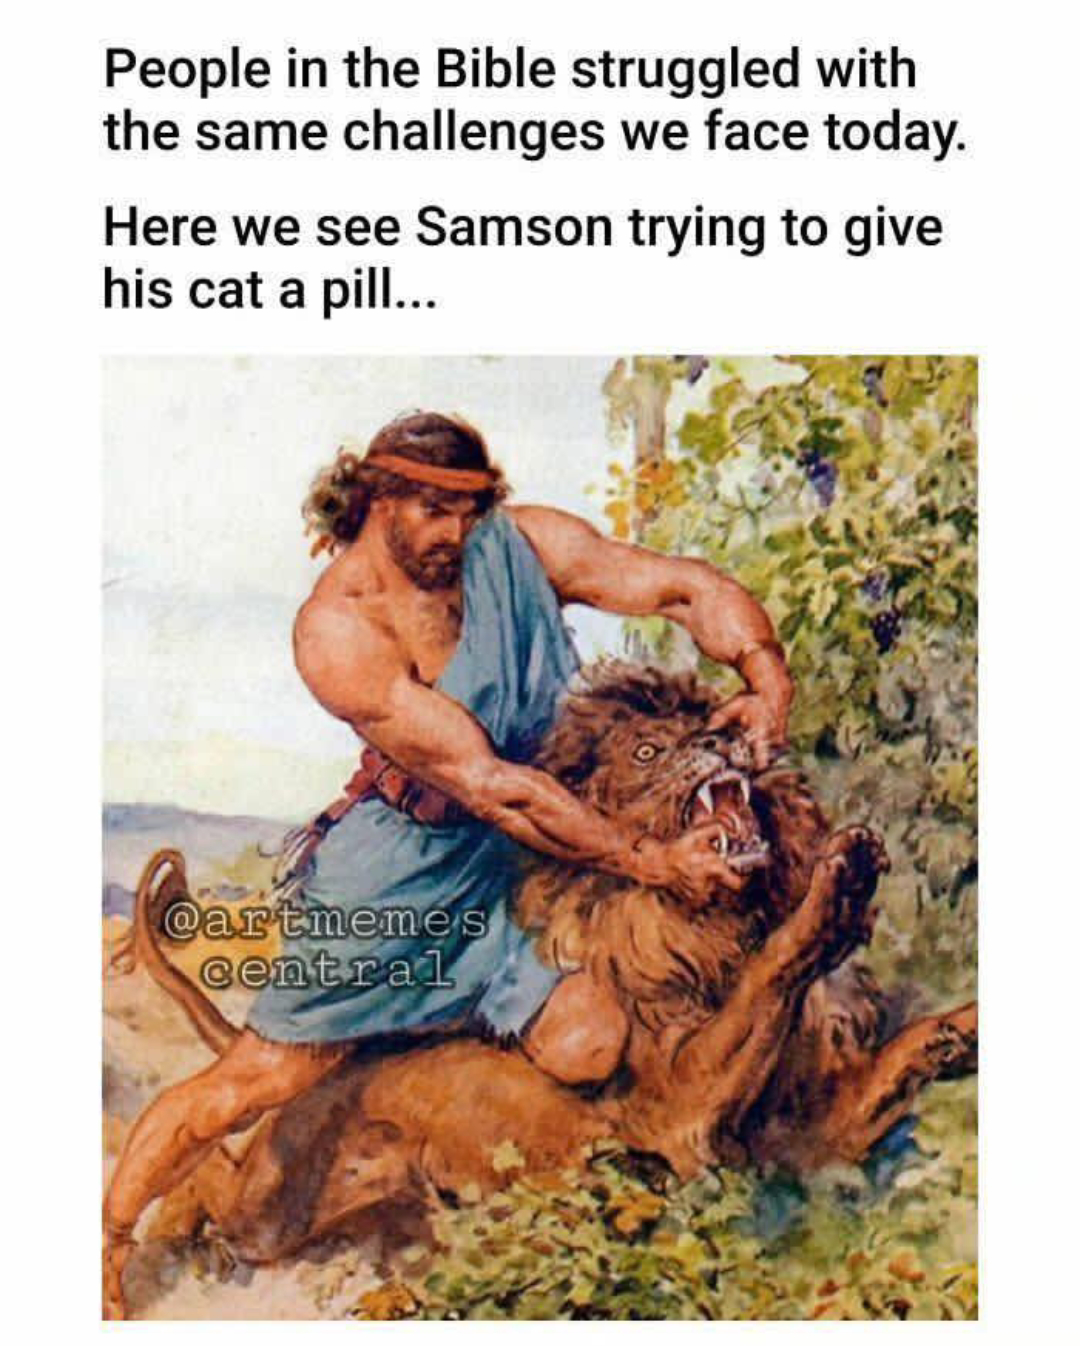 People in the Bible struggled with
the same challenges we face today.
Here we see Samson trying to give
his cat a pill...
@artmemes
central